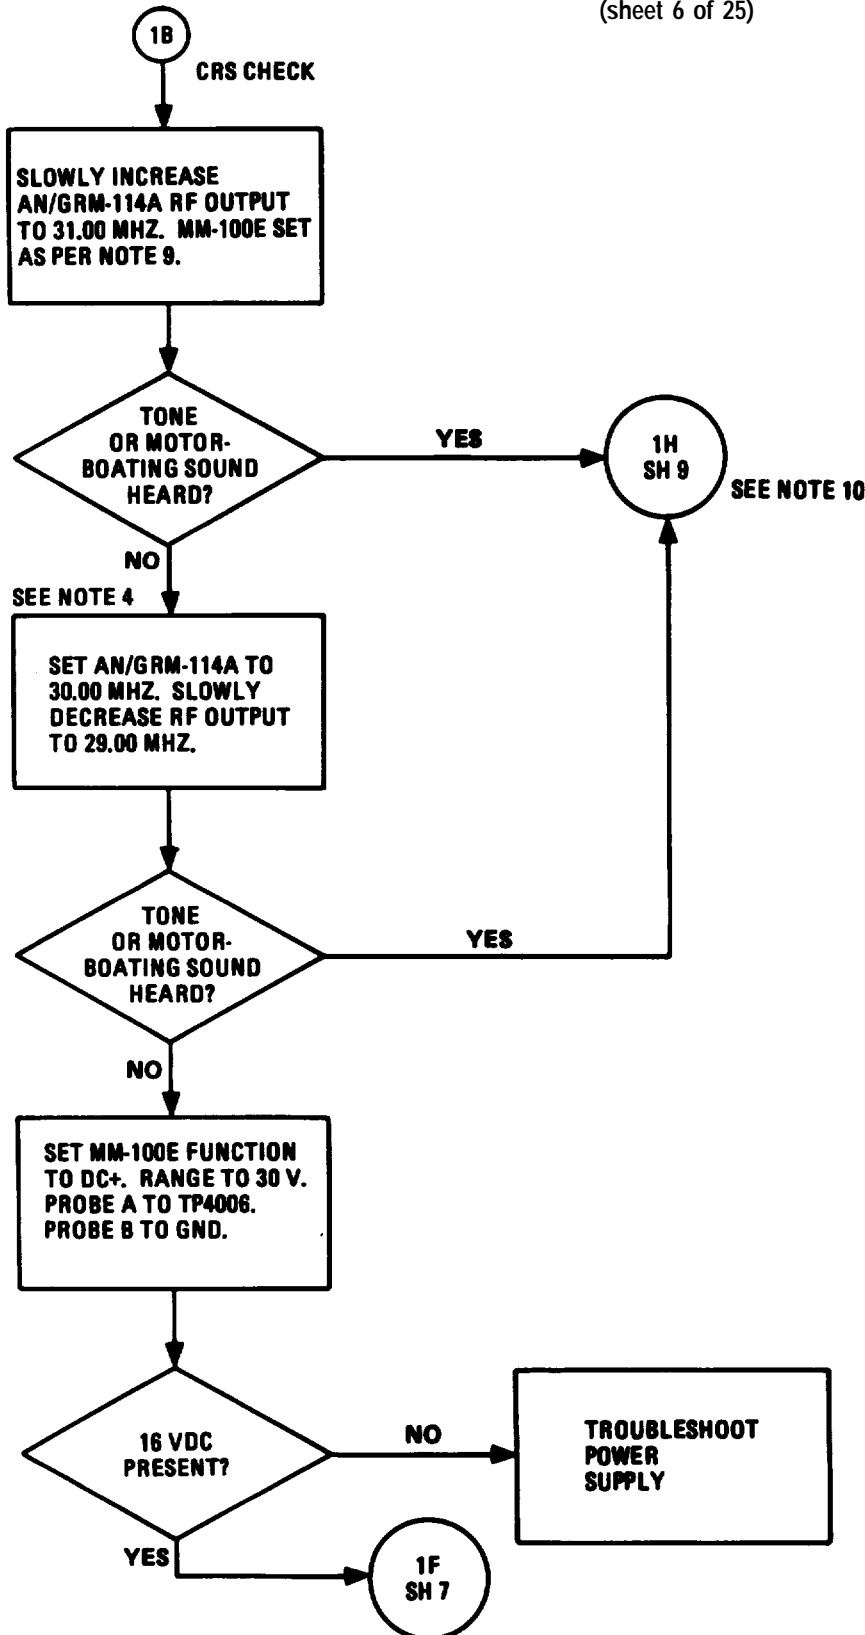 (sheet 6 of 25)
1B
CRS CHECK
SLOWLY INCREASE
AN/GRM-114A RF OUTPUT
TO 31.00 MHZ. MM-100E SET
AS PER NOTE 9.
TONE
OR MOTOR-
BOATING SOUND
HEARD?
YES
1H
SH 9
SEE NOTE 10
NO
SEE NOTE 4
SET AN/GRM-114A TO
30.00 MHZ. SLOWLY
DECREASE RF OUTPUT
TO 29.00 MHZ.
TONE
OR MOTOR-
BOATING SOUND
HEARD?
YES
NO
SET MM-100E FUNCTION
TO DC+. RANGE TO 30 V.
PROBE A TO TP4006.
PROBE B TO GND.
16 VDC
PRESENT?
NO
TROUBLESHOOT
POWER
SUPPLY
YES
1F
SH 7